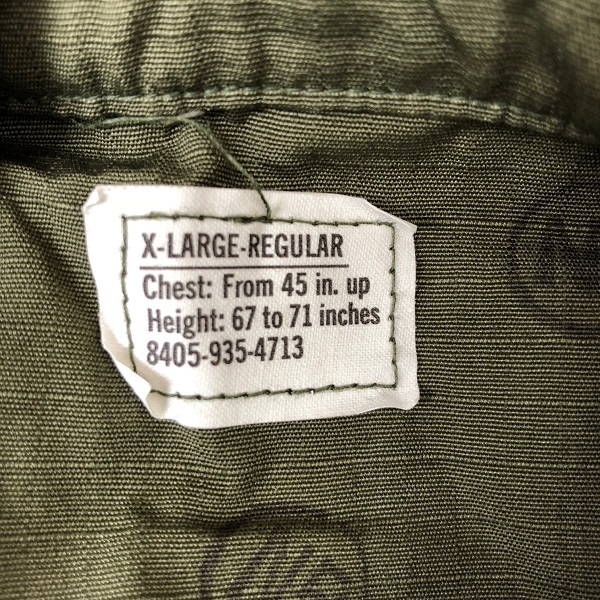 X-LARGE-REGULAR
Chest: From 45 in. up
Height: 67 to 71 inches
8405-935-4713